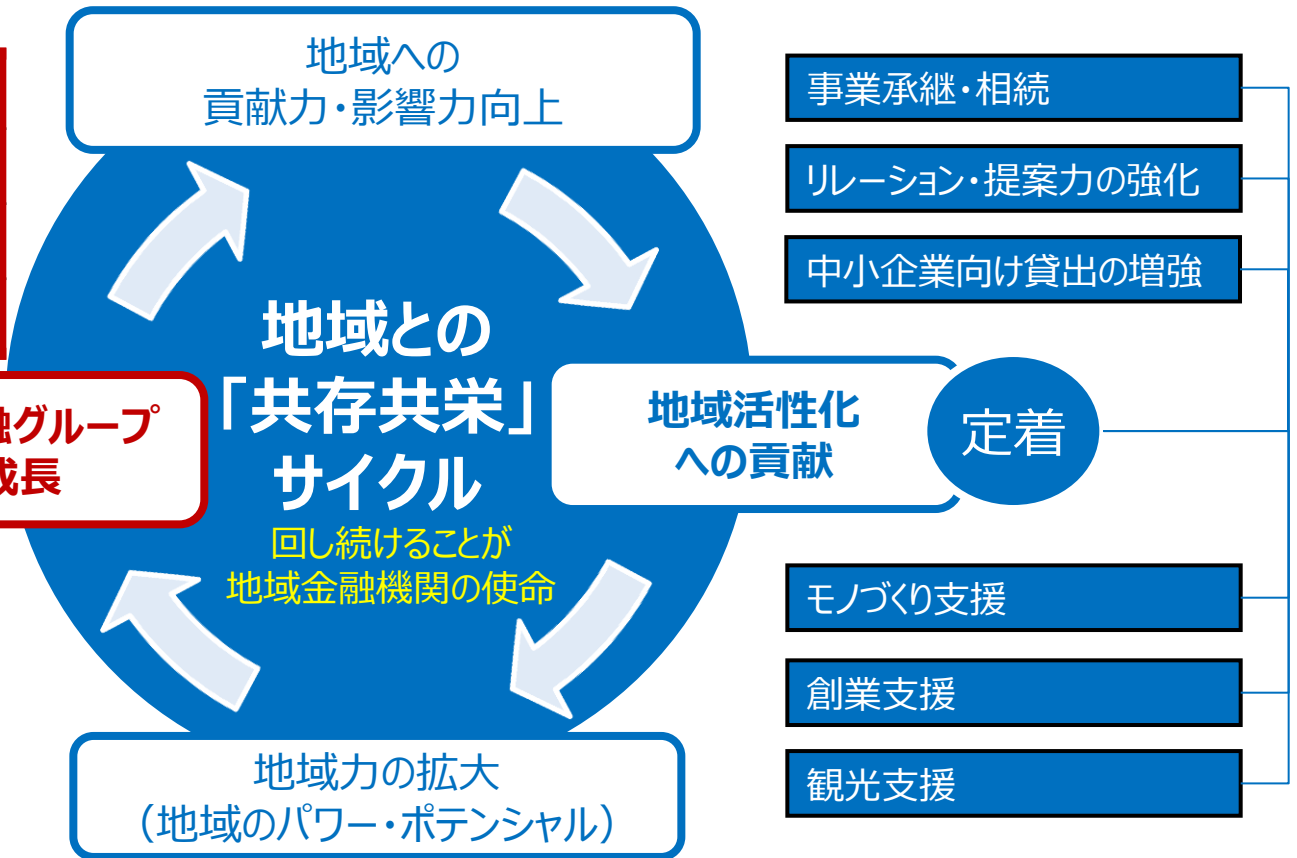 地域への
貢献力・影響力向上
地域との
「共存共栄」
サイクル
回し続けることが
地域金融機関の使命
グループ
成長
地域活性化
への貢献
定着
地域力の拡大
（地域のパワー・ポテンシャル）
事業承継・相続
リレーション・提案力の強化
中小企業向け貸出の増強
モノづくり支援
創業支援
観光支援